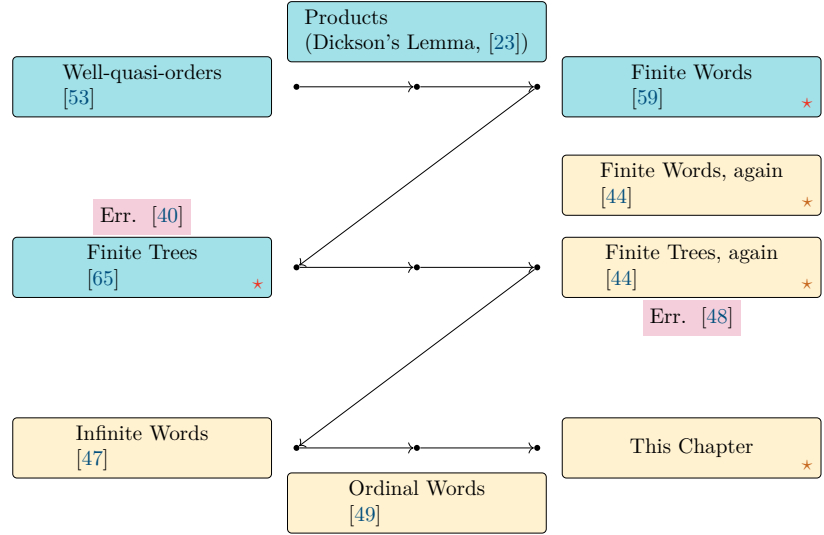 Products
(Dickson's Lemma, [23])
Well-quasi-orders
[53]
Finite Words
[59]
Finite Words, again
[44]
Err. [40]
Finite Trees
[65]
Finite Trees, again
[44]
Err. [48]
Infinite Words
[47]
This Chapter
Ordinal Words
[49]